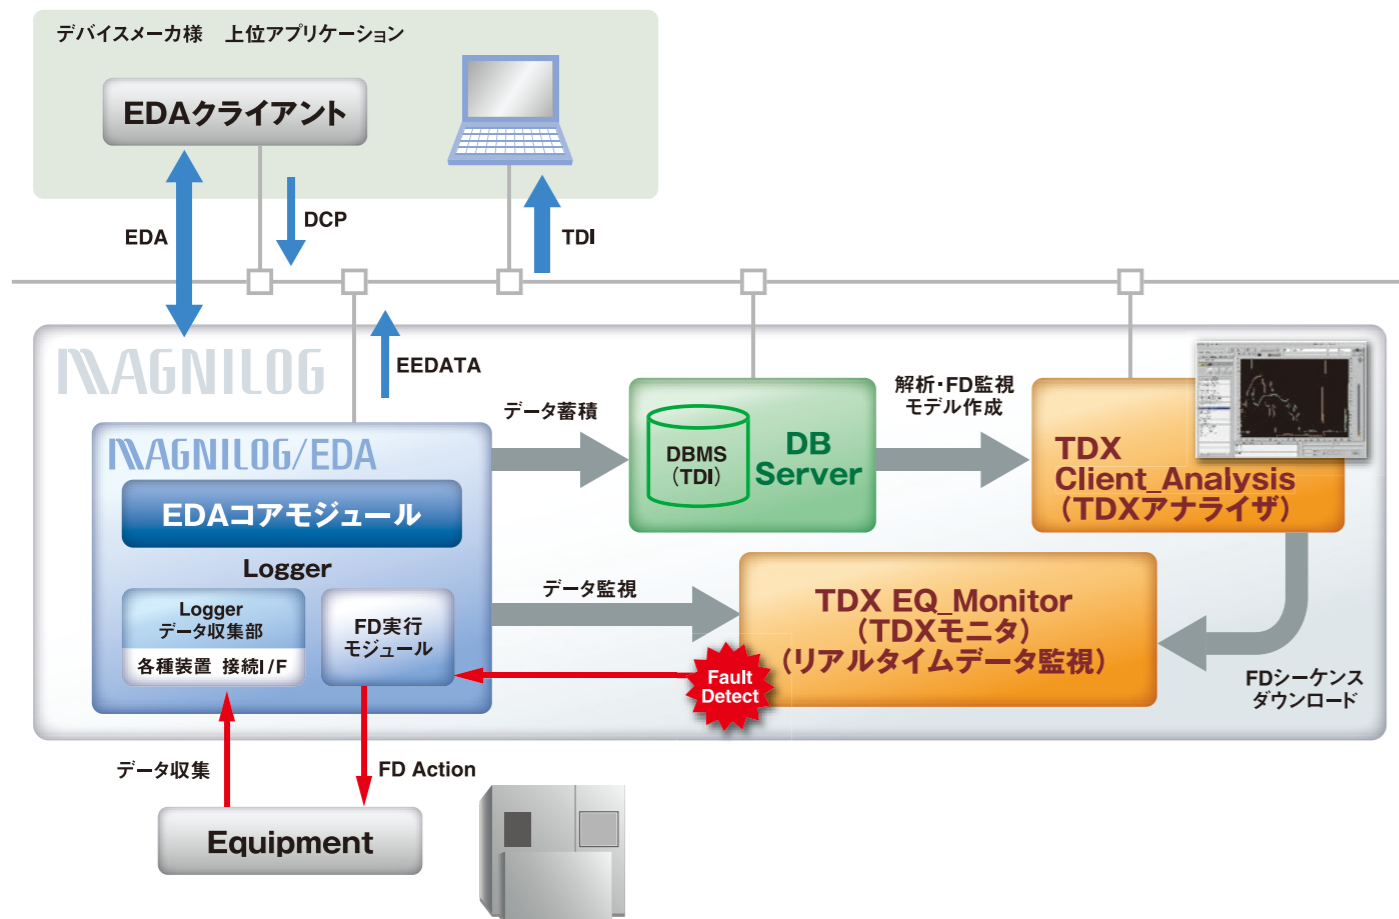 デバイスメーカ様　上位アプリケーション
EDAクライアント
EDA
DCP
TDI
MAGNILOG
EEDATA
MAGNILOG/EDA
EDAコアモジュール
Logger
Logger
データ収集部
各種装置 接続I/F
FD実行
モジュール
データ蓄積
DBMS
(TDI)
DB
Server
解析・FD監視
モデル作成
TDX
Client_Analysis
(TDXアナライザ)
データ監視
TDX EQ_Monitor
(TDXモニタ)
(リアルタイムデータ監視)
Fault
Detect
FDシーケンス
ダウンロード
データ収集
FD Action
Equipment